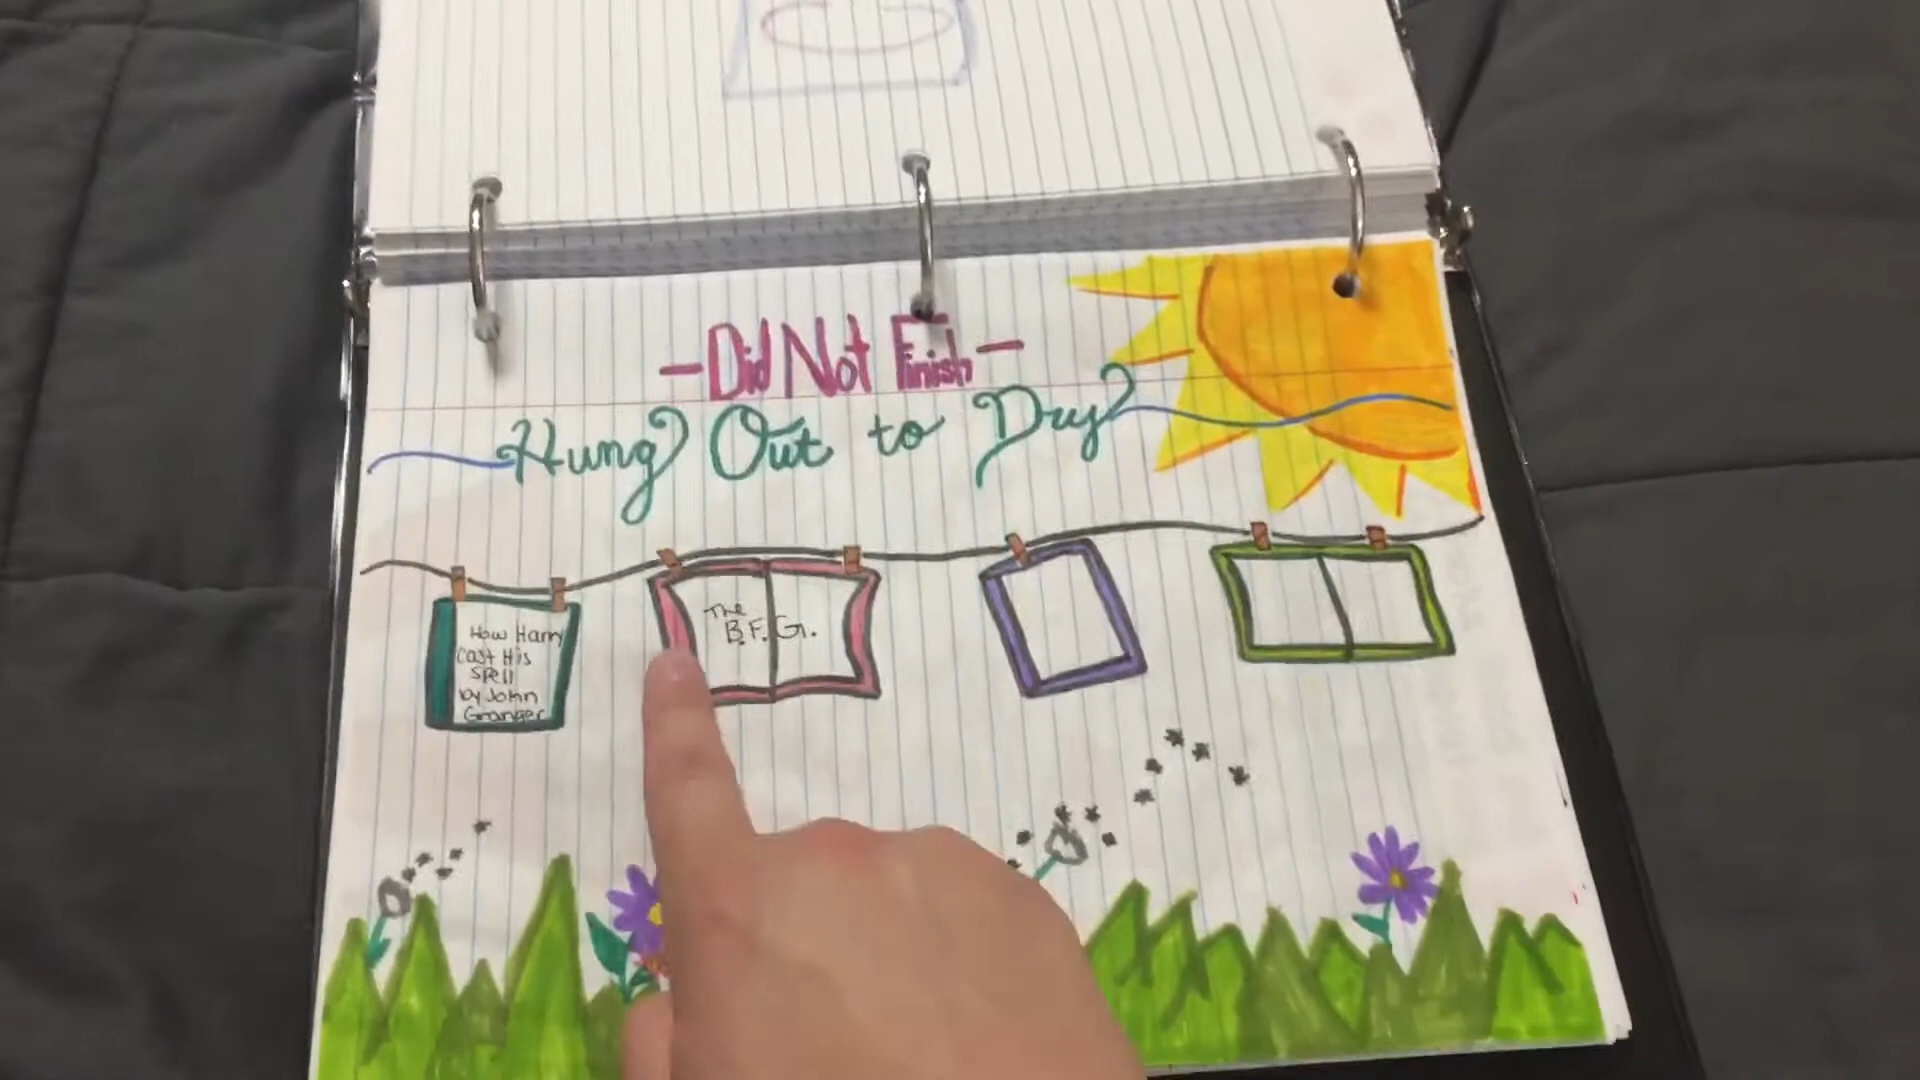 -Did Not Finish-
Hung Out to Dry
How Harry
Cast His
Spell
by John
Granger
The
B.F.G.